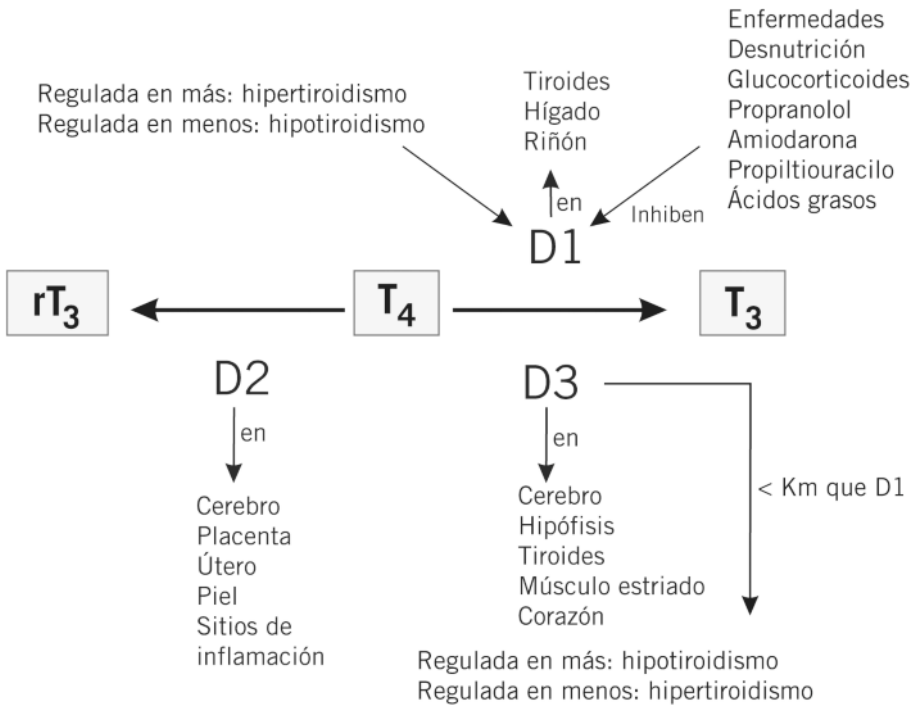 Regulada en más: hipertiroidismo
Regulada en menos: hipotiroidismo
Tiroides
Hígado
Riñón
Enfermedades
Desnutrición
Glucocorticoides
Propranolol
Amiodarona
Propiltiouracilo
Ácidos grasos
en
Inhiben
D1
rT3
T4
T3
D2
D3
en
en
< Km que D1
Cerebro
Placenta
Útero
Piel
Sitios de
inflamación
Cerebro
Hipófisis
Tiroides
Músculo estriado
Corazón
Regulada en más: hipotiroidismo
Regulada en menos: hipertiroidismo